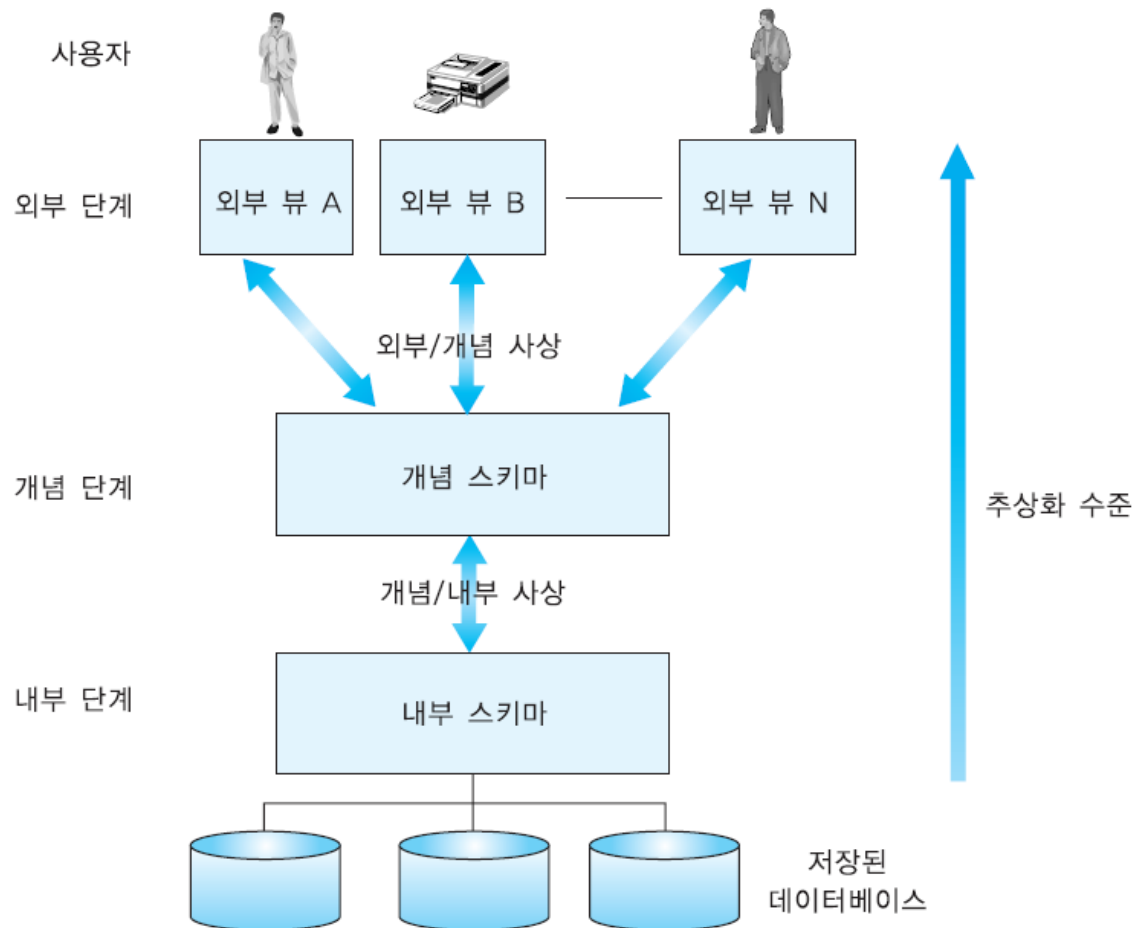 사용자
외부 단계
외부 뷰 A
외부 뷰 B
외부 뷰 N
외부/개념 사상
개념 단계
개념 스키마
추상화 수준
개념/내부 사상
내부 단계
내부 스키마
저장된
데이터베이스